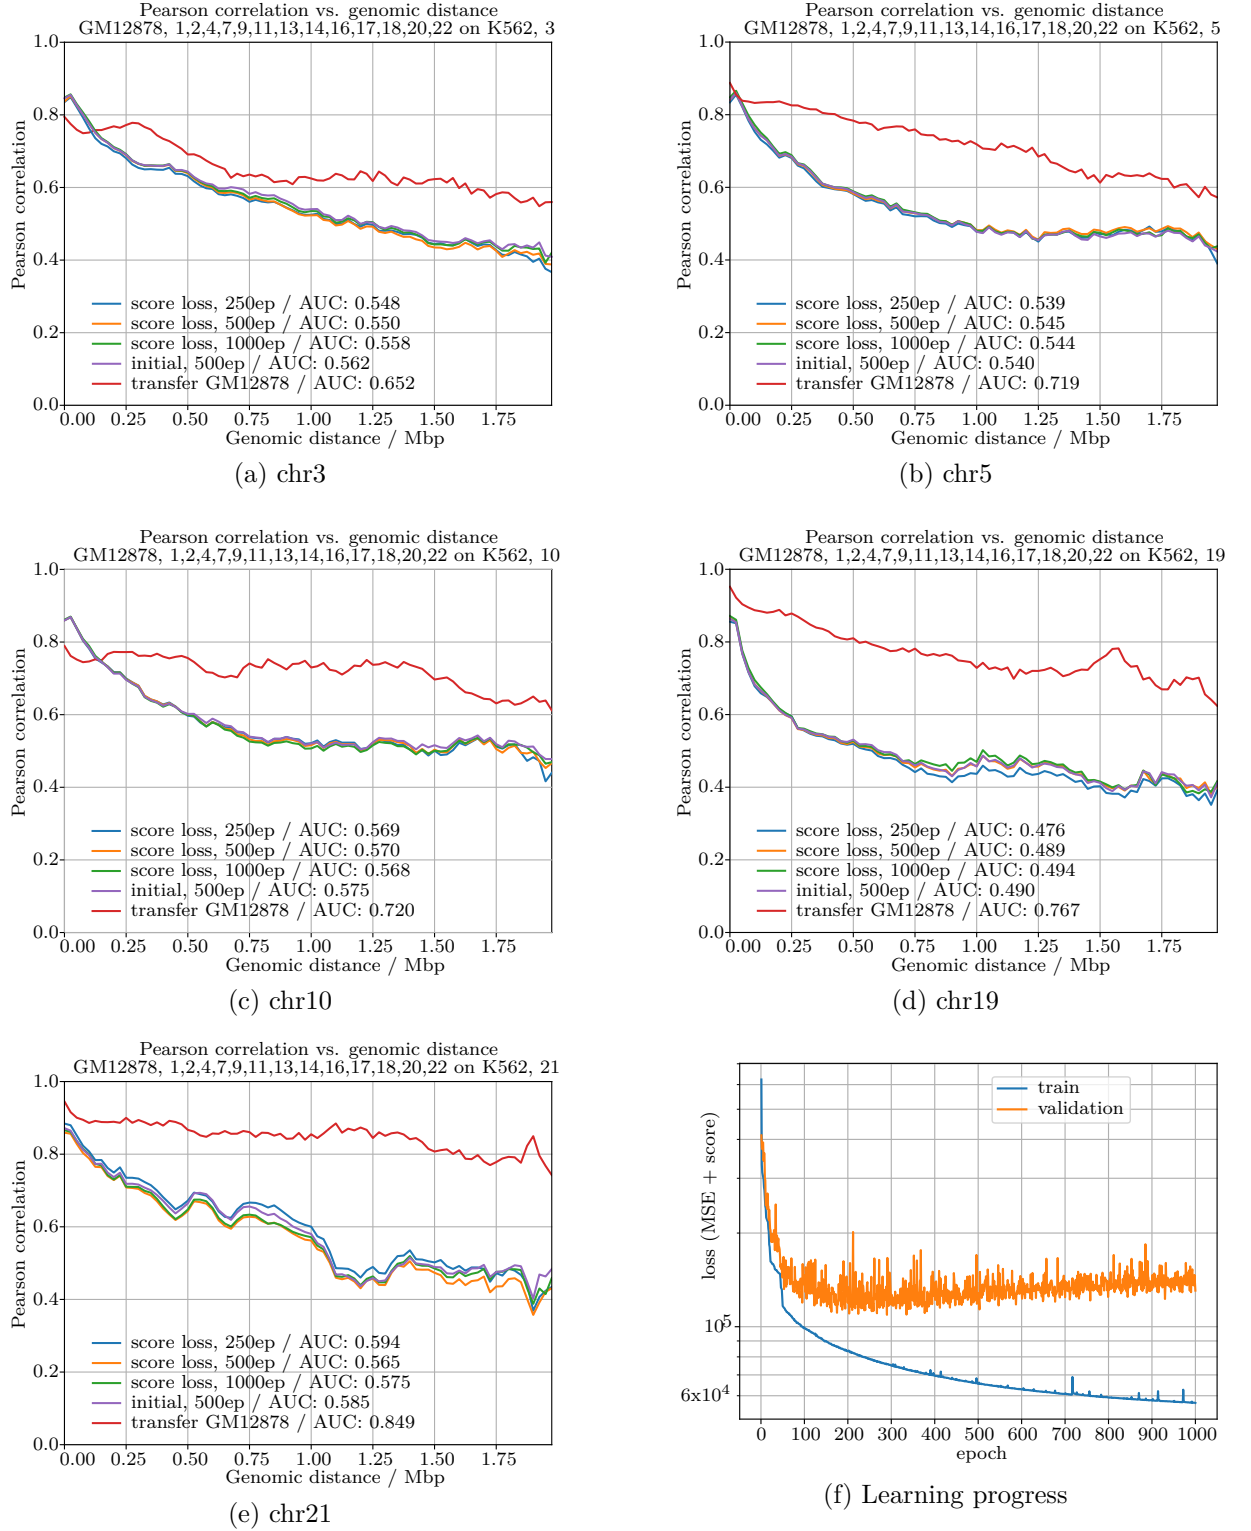 Pearson correlation vs. genomic distance
GM12878, 1,2,4,7,9,11,13,14,16,17,18,20,22 on K562, 3
1.0
0.8
0.6
0.4
0.2
0.0
Pearson correlation
score loss, 250ep / AUC: 0.548
score loss, 500ep / AUC: 0.550
score loss, 1000ep / AUC: 0.558
initial, 500ep / AUC: 0.562
transfer GM12878 / AUC: 0.652
0.00 0.25 0.50 0.75 1.00 1.25 1.50 1.75
Genomic distance / Mbp
(a) chr3
Pearson correlation vs. genomic distance
GM12878, 1,2,4,7,9,11,13,14,16,17,18,20,22 on K562, 5
1.0
0.8
0.6
0.4
0.2
0.0
Pearson correlation
score loss, 250ep / AUC: 0.539
score loss, 500ep / AUC: 0.545
score loss, 1000ep / AUC: 0.544
initial, 500ep / AUC: 0.540
transfer GM12878 / AUC: 0.719
0.00 0.25 0.50 0.75 1.00 1.25 1.50 1.75
Genomic distance / Mbp
(b) chr5
Pearson correlation vs. genomic distance
GM12878, 1,2,4,7,9,11,13,14,16,17,18,20,22 on K562, 10
1.0
0.8
0.6
0.4
0.2
0.0
Pearson correlation
score loss, 250ep / AUC: 0.569
score loss, 500ep / AUC: 0.570
score loss, 1000ep / AUC: 0.568
initial, 500ep / AUC: 0.575
transfer GM12878 / AUC: 0.720
0.00 0.25 0.50 0.75 1.00 1.25 1.50 1.75
Genomic distance / Mbp
(c) chr10
Pearson correlation vs. genomic distance
GM12878, 1,2,4,7,9,11,13,14,16,17,18,20,22 on K562, 19
1.0
0.8
0.6
0.4
0.2
0.0
Pearson correlation
score loss, 250ep / AUC: 0.476
score loss, 500ep / AUC: 0.489
score loss, 1000ep / AUC: 0.494
initial, 500ep / AUC: 0.490
transfer GM12878 / AUC: 0.767
0.00 0.25 0.50 0.75 1.00 1.25 1.50 1.75
Genomic distance / Mbp
(d) chr19
Pearson correlation vs. genomic distance
GM12878, 1,2,4,7,9,11,13,14,16,17,18,20,22 on K562, 21
1.0
0.8
0.6
0.4
0.2
0.0
Pearson correlation
score loss, 250ep / AUC: 0.594
score loss, 500ep / AUC: 0.565
score loss, 1000ep / AUC: 0.575
initial, 500ep / AUC: 0.585
transfer GM12878 / AUC: 0.849
0.00 0.25 0.50 0.75 1.00 1.25 1.50 1.75
Genomic distance / Mbp
(e) chr21
train
validation
loss (MSE + score)
10⁵
6x10⁴
0 100 200 300 400 500 600 700 800 900 1000
epoch
(f) Learning progress